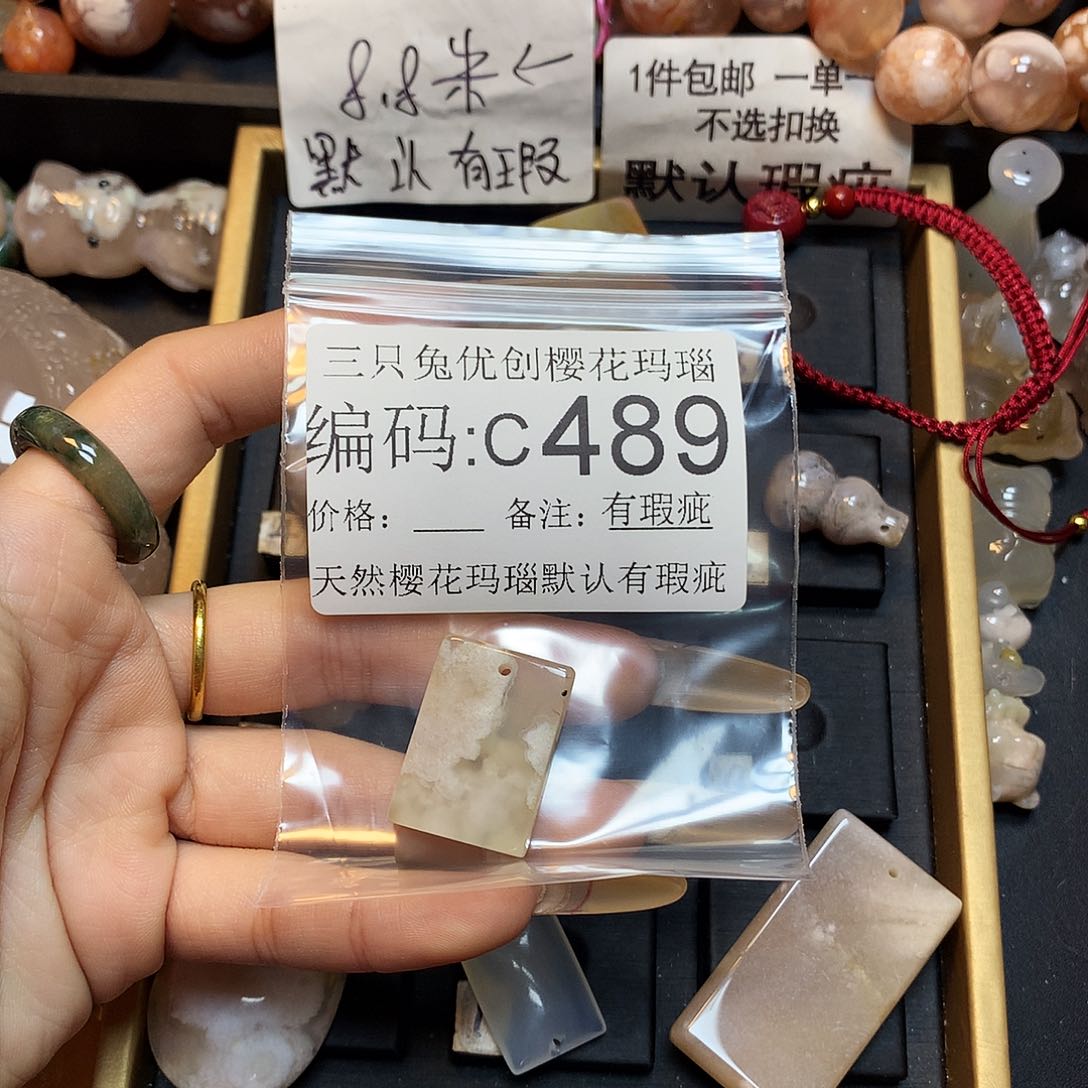 8.8米←
默认有瑕
1件包邮 一单一
不选扣换
默认瑕疵
三只兔优创樱花玛瑙
编码:c489
价格：____ 备注：有瑕疵
天然樱花玛瑙默认有瑕疵